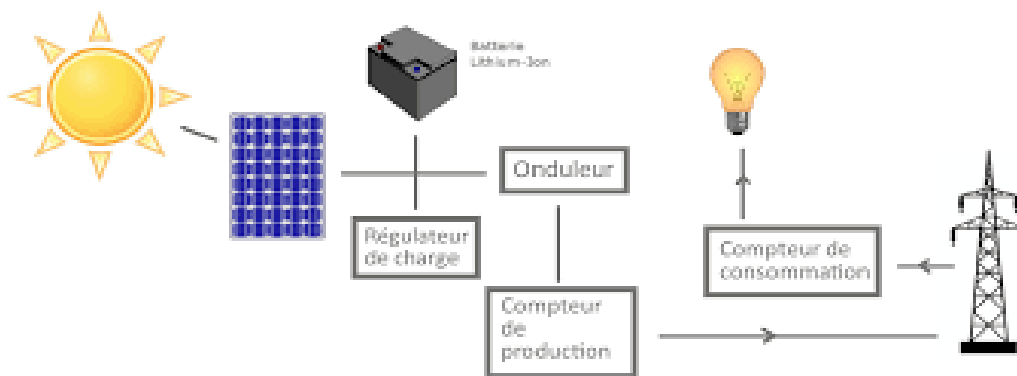 Batterie
Lithium-Ion
Onduleur
Régulateur
de charge
Compteur de
consommation
Compteur
de
production